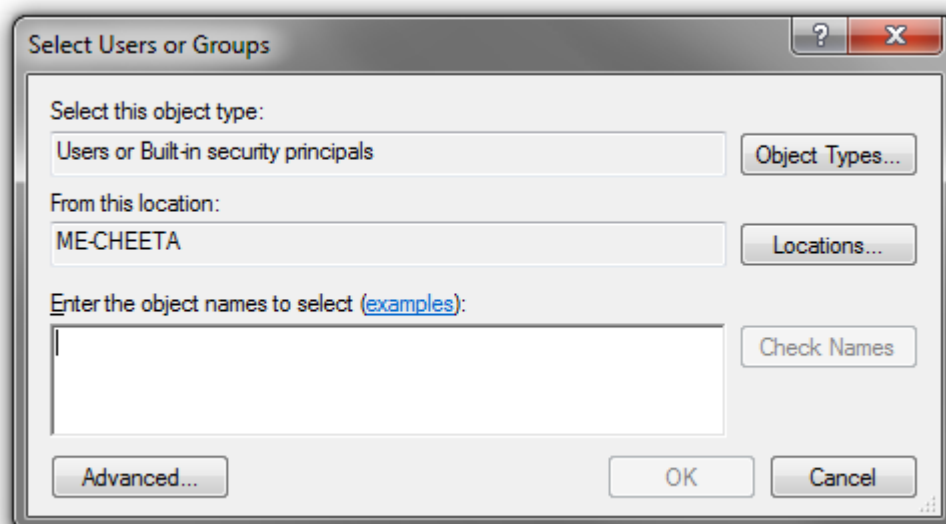 Select Users or Groups
?
X
Select this object type:
Users or Built-in security principals
Object Types...
From this location:
ME-CHEETA
Locations...
Enter the object names to select (examples):
Check Names
Advanced...
OK
Cancel